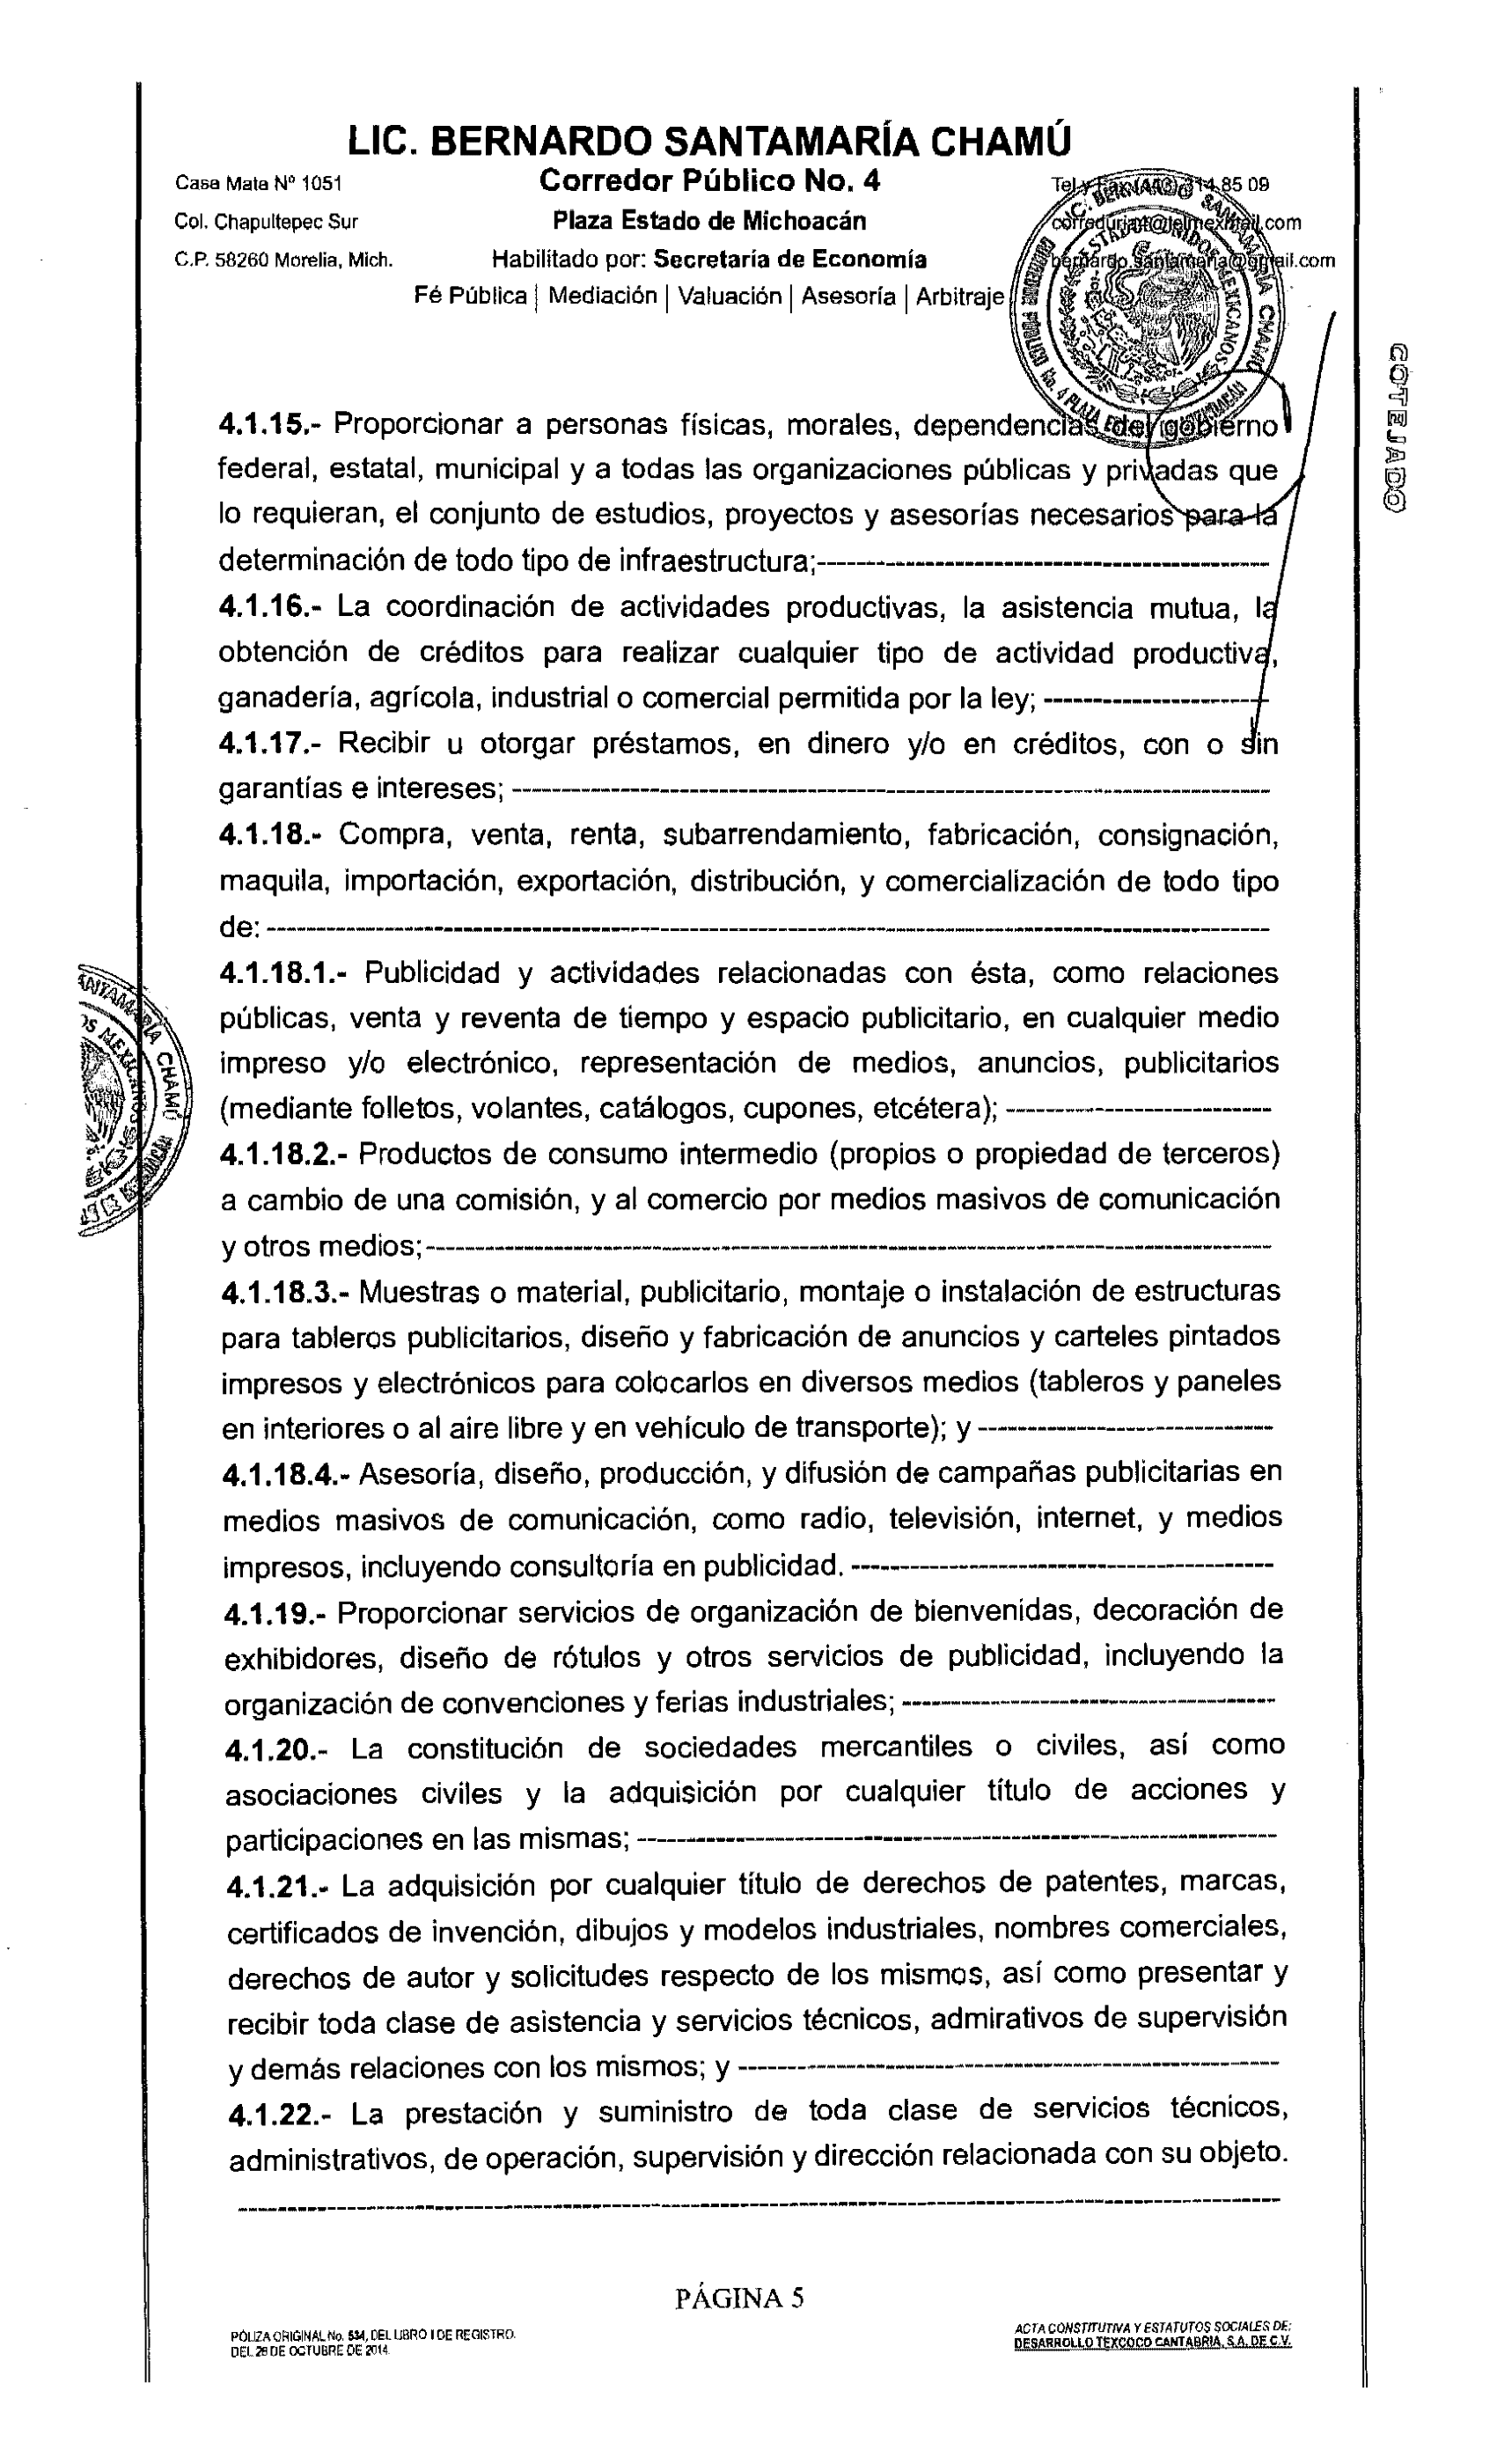 LIC. BERNARDO SANTAMARÍA CHAMÚ
Casa Mata Nº 1051
Corredor Público No. 4
Tel y Fax (443) 314 85 09
Col. Chapultepec Sur
Plaza Estado de Michoacán
correduria4@telmexmail.com
C.P. 58260 Morelia, Mich.
Habilitado por: Secretaría de Economía
bernardo.santamaria@gmail.com
Fé Pública | Mediación | Valuación | Asesoría | Arbitraje
COTEJADO
4.1.15.- Proporcionar a personas físicas, morales, dependencias del gobierno
federal, estatal, municipal y a todas las organizaciones públicas y privadas que
lo requieran, el conjunto de estudios, proyectos y asesorías necesarios para la
determinación de todo tipo de infraestructura;----------------------------------------------
4.1.16.- La coordinación de actividades productivas, la asistencia mutua, la
obtención de créditos para realizar cualquier tipo de actividad productiva,
ganadería, agrícola, industrial o comercial permitida por la ley; -----------------------
4.1.17.- Recibir u otorgar préstamos, en dinero y/o en créditos, con o sin
garantías e intereses; -----------------------------------------------------------------------------
4.1.18.- Compra, venta, renta, subarrendamiento, fabricación, consignación,
maquila, importación, exportación, distribución, y comercialización de todo tipo
de: ------------------------------------------------------------------------------------------------------
4.1.18.1.- Publicidad y actividades relacionadas con ésta, como relaciones
públicas, venta y reventa de tiempo y espacio publicitario, en cualquier medio
impreso y/o electrónico, representación de medios, anuncios, publicitarios
(mediante folletos, volantes, catálogos, cupones, etcétera); ---------------------------
4.1.18.2.- Productos de consumo intermedio (propios o propiedad de terceros)
a cambio de una comisión, y al comercio por medios masivos de comunicación
y otros medios;--------------------------------------------------------------------------------------
4.1.18.3.- Muestras o material, publicitario, montaje o instalación de estructuras
para tableros publicitarios, diseño y fabricación de anuncios y carteles pintados
impresos y electrónicos para colocarlos en diversos medios (tableros y paneles
en interiores o al aire libre y en vehículo de transporte); y ------------------------------
4.1.18.4.- Asesoría, diseño, producción, y difusión de campañas publicitarias en
medios masivos de comunicación, como radio, televisión, internet, y medios
impresos, incluyendo consultoría en publicidad. -------------------------------------------
4.1.19.- Proporcionar servicios de organización de bienvenidas, decoración de
exhibidores, diseño de rótulos y otros servicios de publicidad, incluyendo la
organización de convenciones y ferias industriales; --------------------------------------
4.1.20.- La constitución de sociedades mercantiles o civiles, así como
asociaciones civiles y la adquisición por cualquier título de acciones y
participaciones en las mismas; -----------------------------------------------------------------
4.1.21.- La adquisición por cualquier título de derechos de patentes, marcas,
certificados de invención, dibujos y modelos industriales, nombres comerciales,
derechos de autor y solicitudes respecto de los mismos, así como presentar y
recibir toda clase de asistencia y servicios técnicos, admirativos de supervisión
y demás relaciones con los mismos; y -------------------------------------------------------
4.1.22.- La prestación y suministro de toda clase de servicios técnicos,
administrativos, de operación, supervisión y dirección relacionada con su objeto.
----------------------------------------------------------------------------------------------------------
PÁGINA 5
PÓLIZA ORIGINAL No. 534, DEL LIBRO I DE REGISTRO.
DEL 28 DE OCTUBRE DE 2014.
ACTA CONSTITUTIVA Y ESTATUTOS SOCIALES DE:
DESARROLLO TEXCOCO CANTABRIA, S.A. DE C.V.